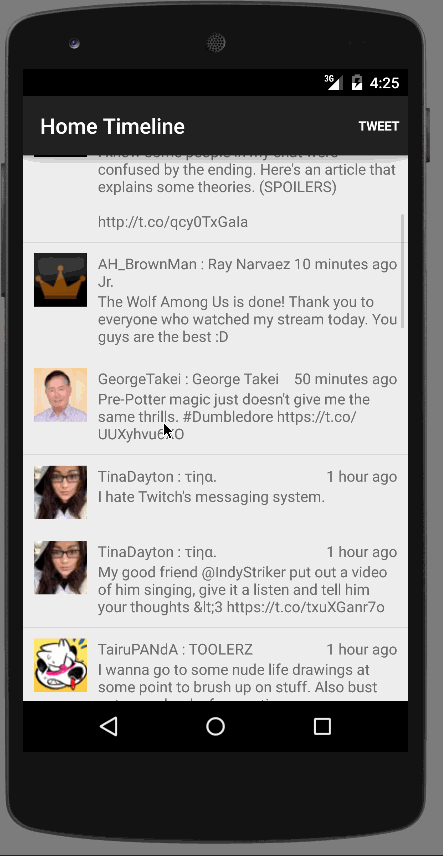 3G 4:25
Home Timeline TWEET
confused by the ending. Here's an article that
explains some theories. (SPOILERS)
http://t.co/qcy0TxGala
AH_BrownMan : Ray Narvaez 10 minutes ago
Jr.
The Wolf Among Us is done! Thank you to
everyone who watched my stream today. You
guys are the best :D
GeorgeTakei : George Takei 50 minutes ago
Pre-Potter magic just doesn't give me the
same thrills. #Dumbledore https://t.co/
TinaDayton : τiηα. 1 hour ago
I hate Twitch's messaging system.
TinaDayton : τiηα. 1 hour ago
My good friend @IndyStriker put out a video
of him singing, give it a listen and tell him
your thoughts &lt;3 https://t.co/txuXGanr7o
TairuPANdA : TOOLERZ 1 hour ago
I wanna go to some nude life drawings at
some point to brush up on stuff. Also bust